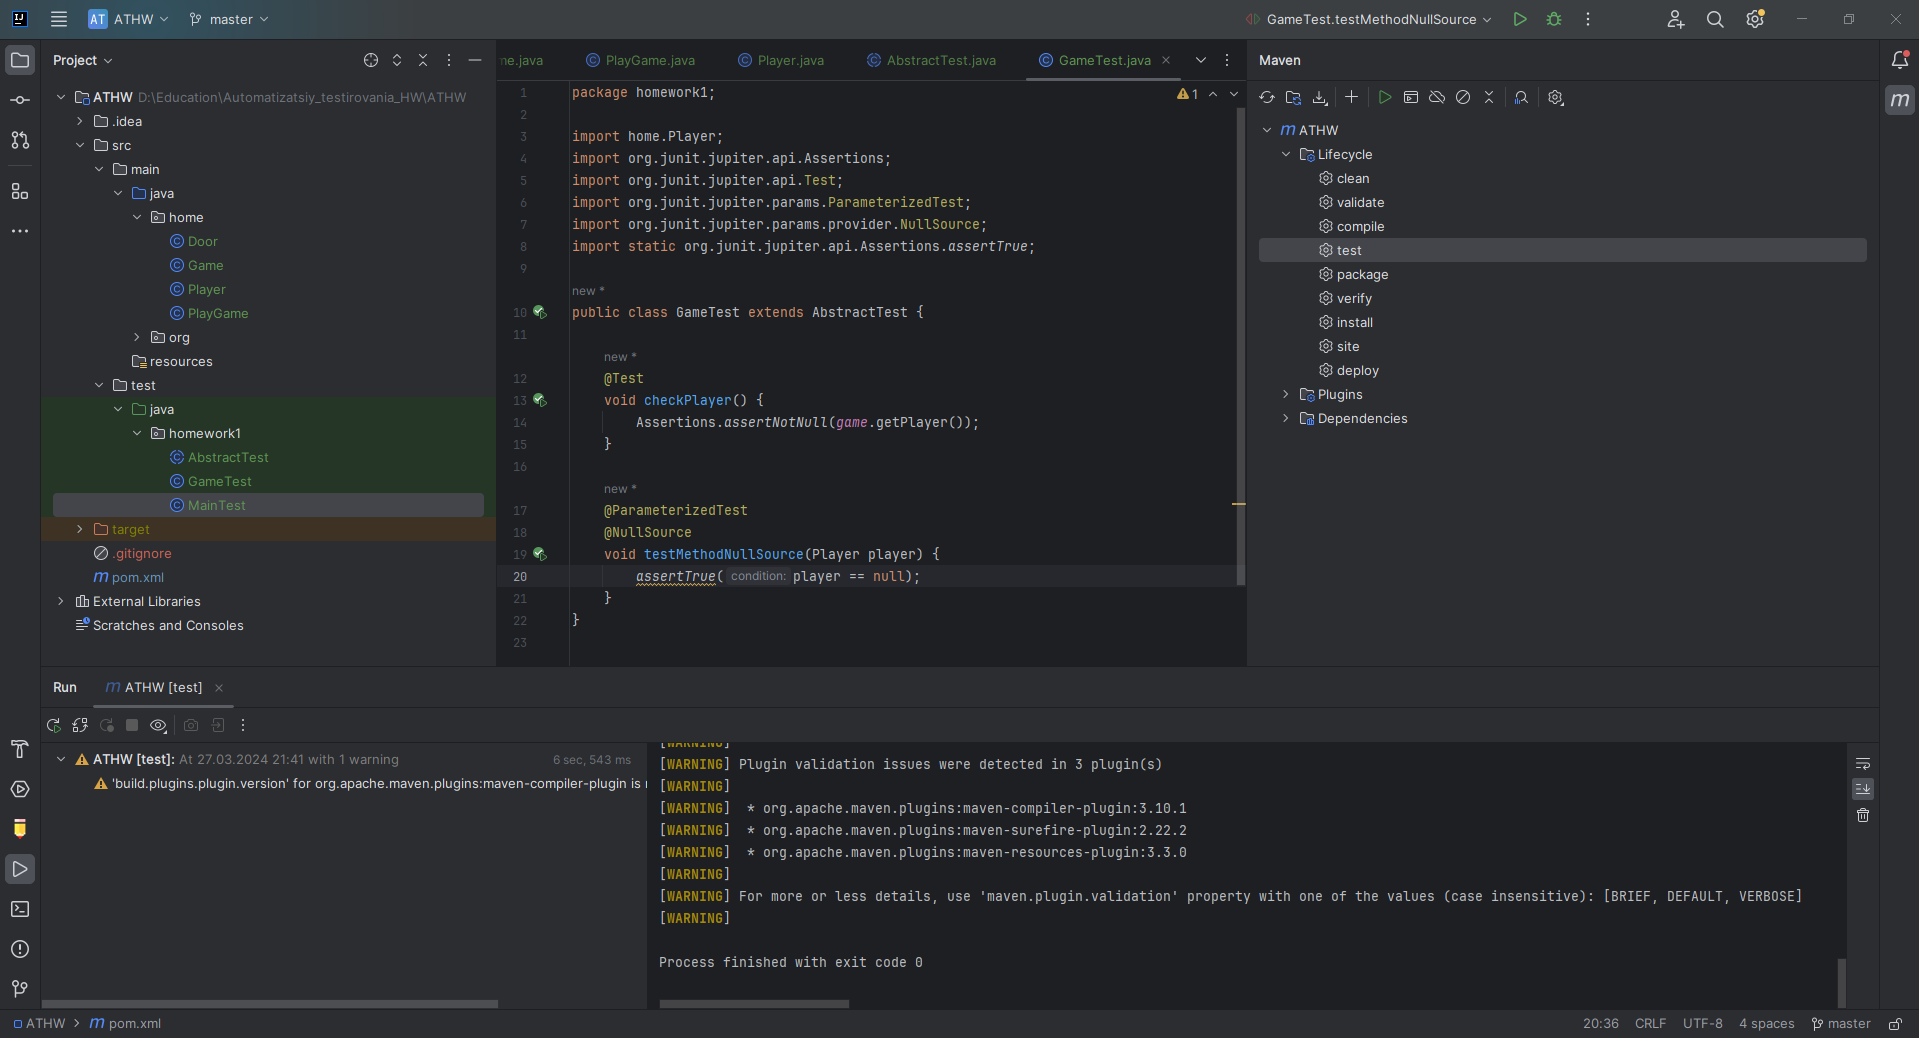 AT ATHW master GameTest.testMethodNullSource
Project
ne.java PlayGame.java Player.java AbstractTest.java GameTest.java
Maven
ATHW D:\Education\Automatizatsiy_testirovania_HW\ATHW
.idea
src
main
java
home
Door
Game
Player
PlayGame
org
resources
test
java
homework1
AbstractTest
GameTest
MainTest
target
.gitignore
pom.xml
External Libraries
Scratches and Consoles
1 package homework1; 1
2
3 import home.Player;
4 import org.junit.jupiter.api.Assertions;
5 import org.junit.jupiter.api.Test;
6 import org.junit.jupiter.params.ParameterizedTest;
7 import org.junit.jupiter.params.provider.NullSource;
8 import static org.junit.jupiter.api.Assertions.assertTrue;
9
new *
10 public class GameTest extends AbstractTest {
11
new *
12 @Test
13 void checkPlayer() {
14 Assertions.assertNotNull(game.getPlayer());
15 }
16
new *
17 @ParameterizedTest
18 @NullSource
19 void testMethodNullSource(Player player) {
20 assertTrue( condition: player == null);
21 }
22 }
23
ATHW
Lifecycle
clean
validate
compile
test
package
verify
install
site
deploy
Plugins
Dependencies
Run ATHW [test]
ATHW [test]: At 27.03.2024 21:41 with 1 warning 6 sec, 543 ms
'build.plugins.plugin.version' for org.apache.maven.plugins:maven-compiler-plugin is
[WARNING]
[WARNING] Plugin validation issues were detected in 3 plugin(s)
[WARNING]
[WARNING] * org.apache.maven.plugins:maven-compiler-plugin:3.10.1
[WARNING] * org.apache.maven.plugins:maven-surefire-plugin:2.22.2
[WARNING] * org.apache.maven.plugins:maven-resources-plugin:3.3.0
[WARNING]
[WARNING] For more or less details, use 'maven.plugin.validation' property with one of the values (case insensitive): [BRIEF, DEFAULT, VERBOSE]
[WARNING]
Process finished with exit code 0
ATHW pom.xml 20:36 CRLF UTF-8 4 spaces master